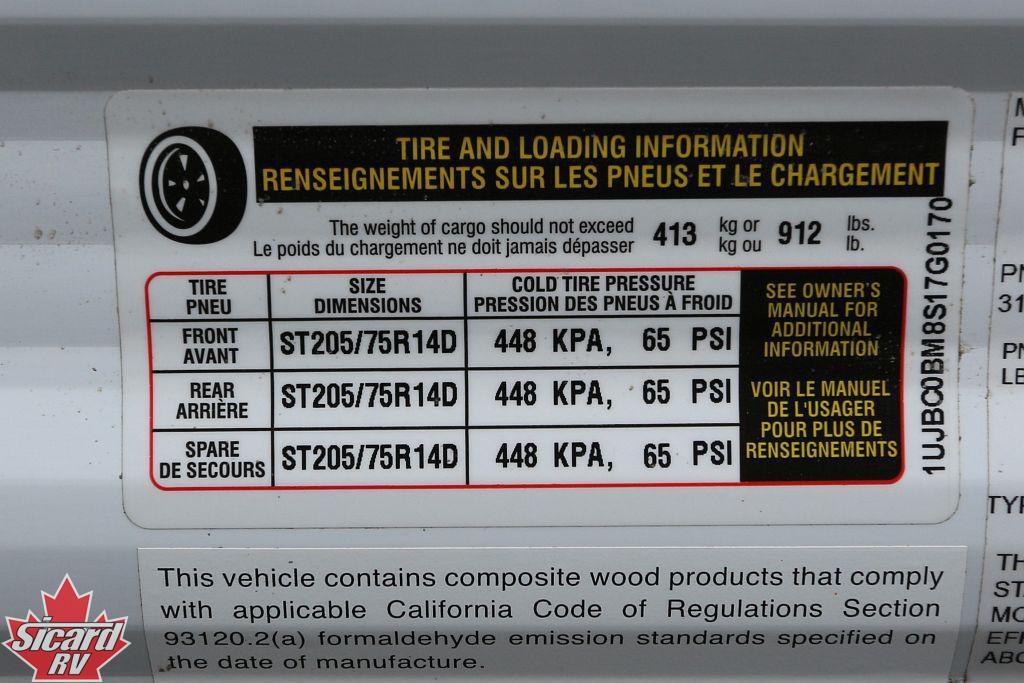 TIRE AND LOADING INFORMATION
RENSEIGNEMENTS SUR LES PNEUS ET LE CHARGEMENT
The weight of cargo should not exceed 413 kg or 912 lbs.
Le poids du chargement ne doit jamais dépasser kg ou lb.
TIRE SIZE COLD TIRE PRESSURE
PNEU DIMENSIONS PRESSION DES PNEUS À FROID
FRONT
AVANT
ST205/75R14D 448 KPA, 65 PSI
REAR
ARRIÈRE
ST205/75R14D 448 KPA, 65 PSI
SPARE
DE SECOURS
ST205/75R14D 448 KPA, 65 PSI
SEE OWNER'S
MANUAL FOR
ADDITIONAL
INFORMATION
VOIR LE MANUEL
DE L'USAGER
POUR PLUS DE
RENSEIGNEMENTS
1UJBC0BM8S17G0170
This vehicle contains composite wood products that comply
with applicable California Code of Regulations Section
93120.2(a) formaldehyde emission standards specified on
the date of manufacture.
Sicard
RV